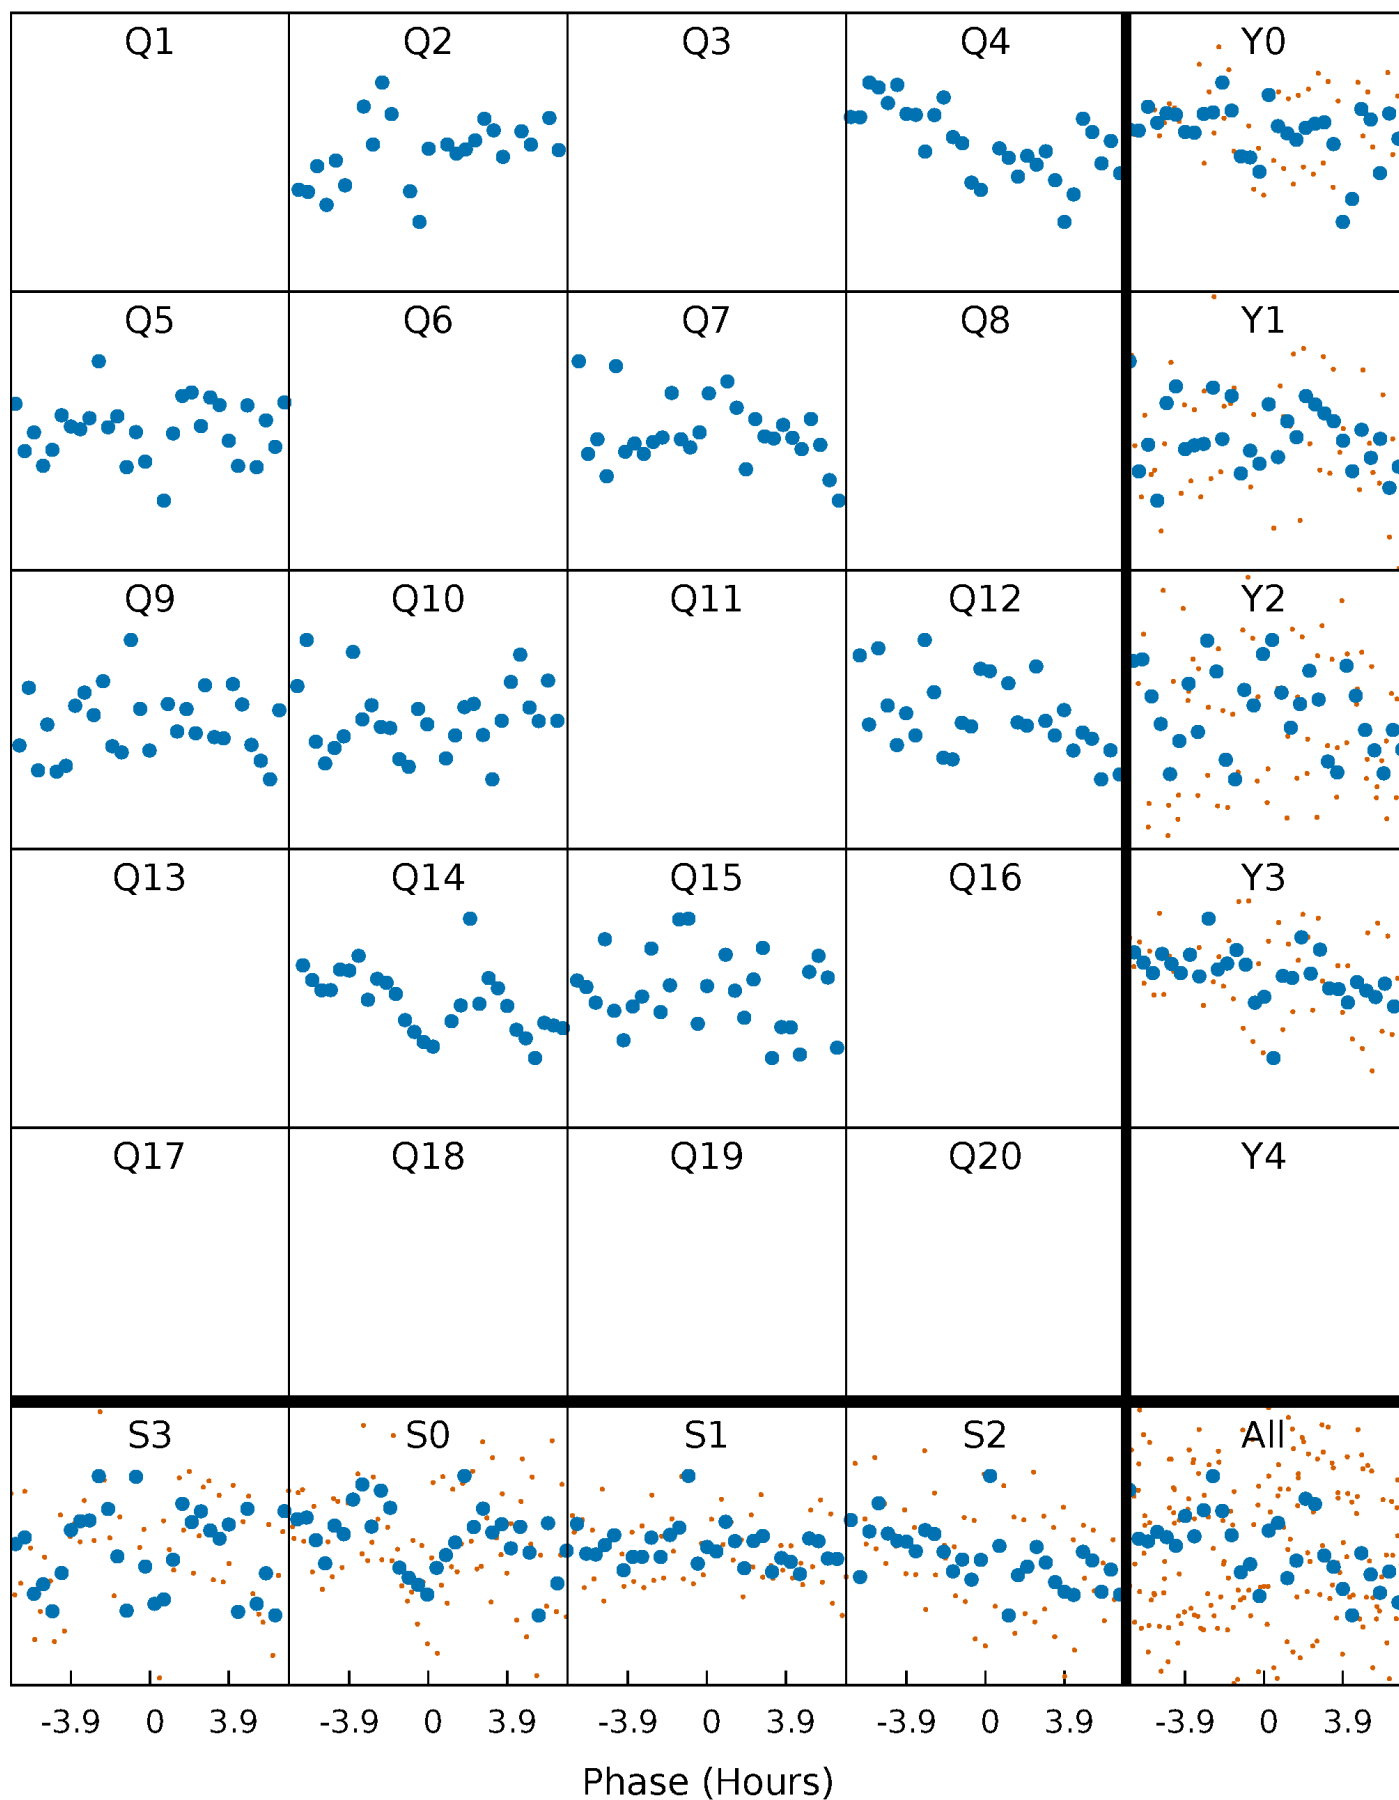 Q1 Q2 Q3 Q4 Y0
Q5 Q6 Q7 Q8 Y1
Q9 Q10 Q11 Q12 Y2
Q13 Q14 Q15 Q16 Y3
Q17 Q18 Q19 Q20 Y4
S3 S0 S1 S2 All
-3.9 0 3.9 -3.9 0 3.9 -3.9 0 3.9 -3.9 0 3.9 -3.9 0 3.9
Phase (Hours)